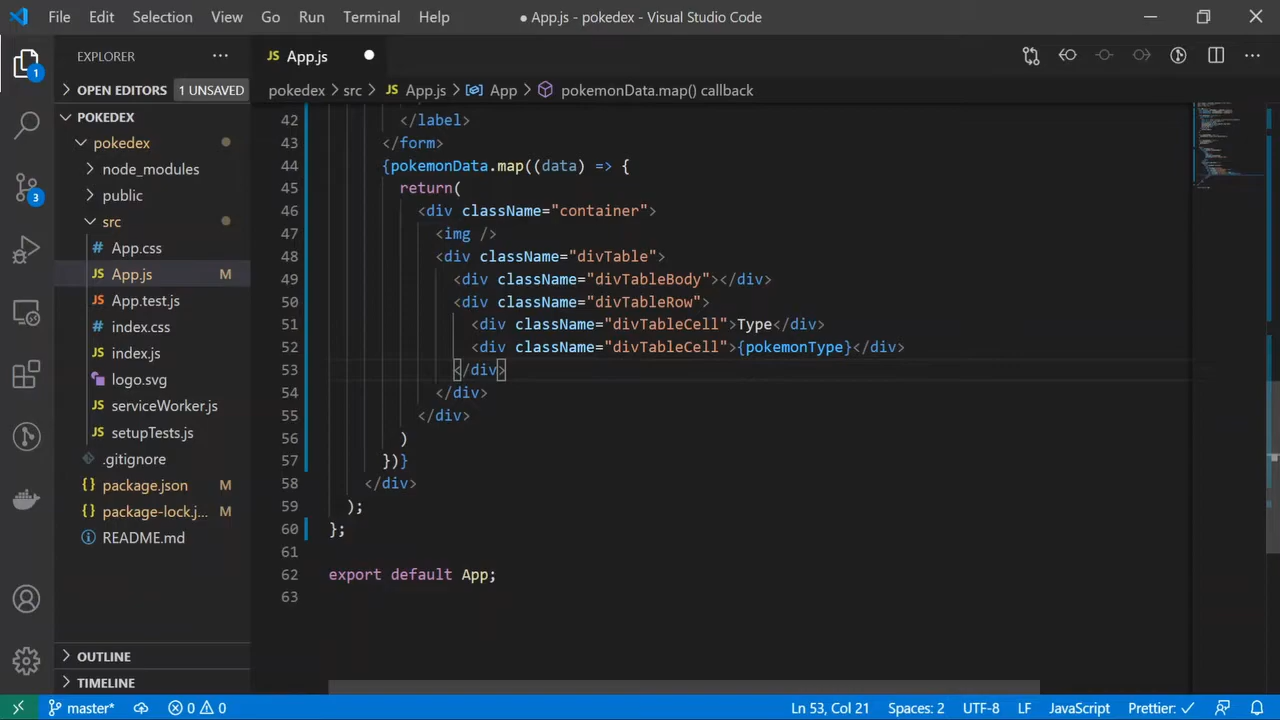 File Edit Selection View Go Run Terminal Help ● App.js - pokedex - Visual Studio Code
EXPLORER
JS App.js
OPEN EDITORS 1 UNSAVED
pokedex > src > JS App.js > App > pokemonData.map() callback
POKEDEX
pokedex
node_modules
public
src
# App.css
JS App.js M
JS App.test.js
# index.css
JS index.js
logo.svg
JS serviceWorker.js
JS setupTests.js
.gitignore
{} package.json M
{} package-lock.j... M
README.md
OUTLINE
TIMELINE
1
3
42 </label>
43 </form>
44 {pokemonData.map((data) => {
45 return(
46 <div className="container">
47 <img />
48 <div className="divTable">
49 <div className="divTableBody"></div>
50 <div className="divTableRow">
51 <div className="divTableCell">Type</div>
52 <div className="divTableCell">{pokemonType}</div>
53 </div>
54 </div>
55 </div>
56 )
57 })}
58 </div>
59 );
60 };
61
62 export default App;
63
master* 0 0 Ln 53, Col 21 Spaces: 2 UTF-8 LF JavaScript Prettier: ✓